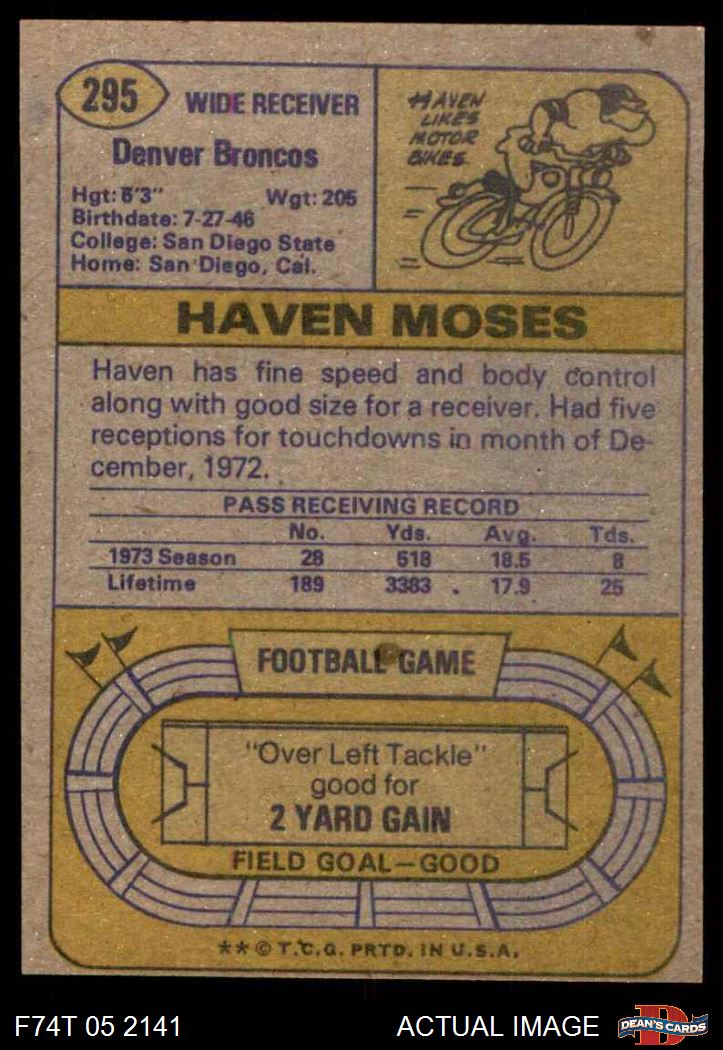 295
WIDE RECEIVER
Denver Broncos
Hgt: 6'3" Wgt: 205
Birthdate: 7-27-46
College: San Diego State
Home: San Diego, Cal.
HAVEN
LIKES
MOTOR
BIKES.
HAVEN MOSES
Haven has fine speed and body control
along with good size for a receiver. Had five
receptions for touchdowns in month of De-
cember, 1972.
PASS RECEIVING RECORD
No. Yds. Avg. Tds.
1973 Season 28 518 18.5 8
Lifetime 189 3383 17.9 25
FOOTBALL GAME
"Over Left Tackle"
good for
2 YARD GAIN
FIELD GOAL—GOOD
** © T.C.G. PRTD. IN U.S.A.
F74T 05 2141 ACTUAL IMAGE
DEAN'S CARDS